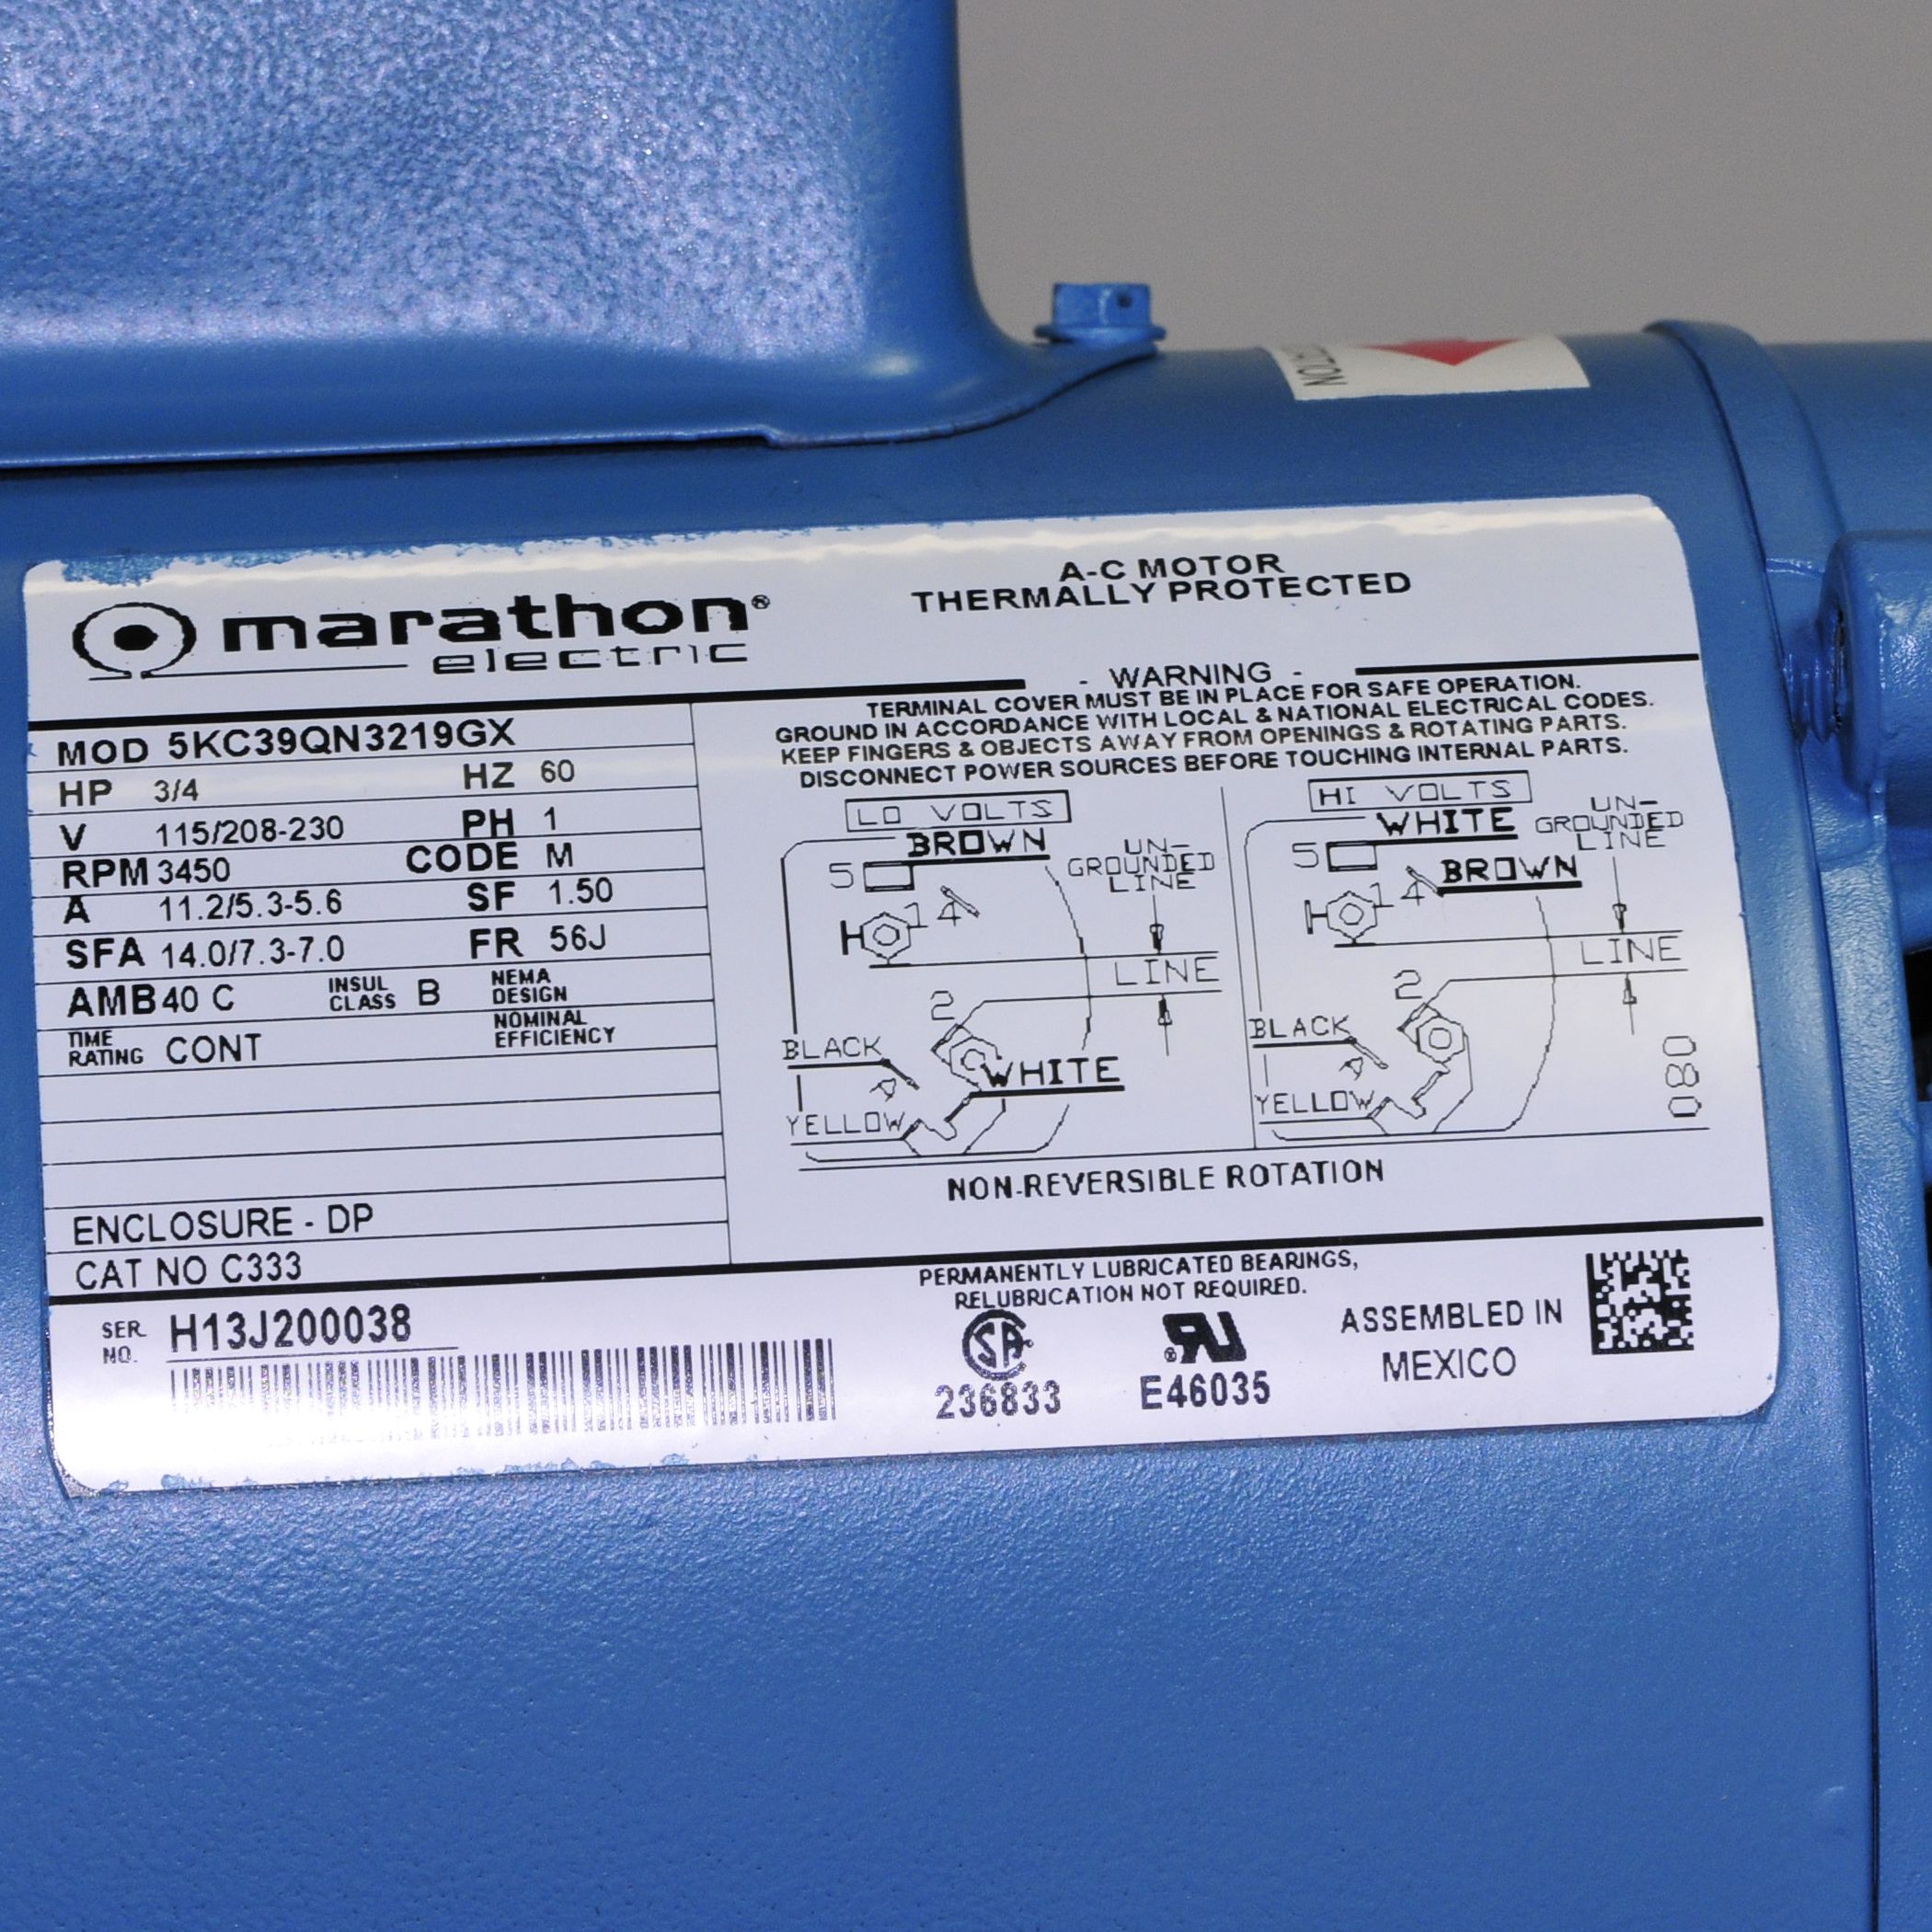 marathon®
electric
A-C MOTOR
THERMALLY PROTECTED
MOD 5KC39QN3219GX
HP 3/4 HZ 60
V 115/208-230 PH 1
RPM 3450 CODE M
A 11.2/5.3-5.6 SF 1.50
SFA 14.0/7.3-7.0 FR 56J
AMB 40 C INSUL CLASS B NEMA DESIGN
TIME RATING CONT NOMINAL EFFICIENCY
ENCLOSURE - DP
CAT NO C333
- WARNING -
TERMINAL COVER MUST BE IN PLACE FOR SAFE OPERATION.
GROUND IN ACCORDANCE WITH LOCAL & NATIONAL ELECTRICAL CODES.
KEEP FINGERS & OBJECTS AWAY FROM OPENINGS & ROTATING PARTS.
DISCONNECT POWER SOURCES BEFORE TOUCHING INTERNAL PARTS.
LO VOLTS
BROWN
5
UN-
GROUNDED
LINE
14
LINE
2
BLACK
WHITE
YELLOW
HI VOLTS
WHITE
5
UN-
GROUNDED
LINE
BROWN
14
LINE
2
BLACK
YELLOW
080
NON-REVERSIBLE ROTATION
PERMANENTLY LUBRICATED BEARINGS,
RELUBRICATION NOT REQUIRED.
SER. NO. H13J200038
SA
236833
RU®
E46035
ASSEMBLED IN
MEXICO